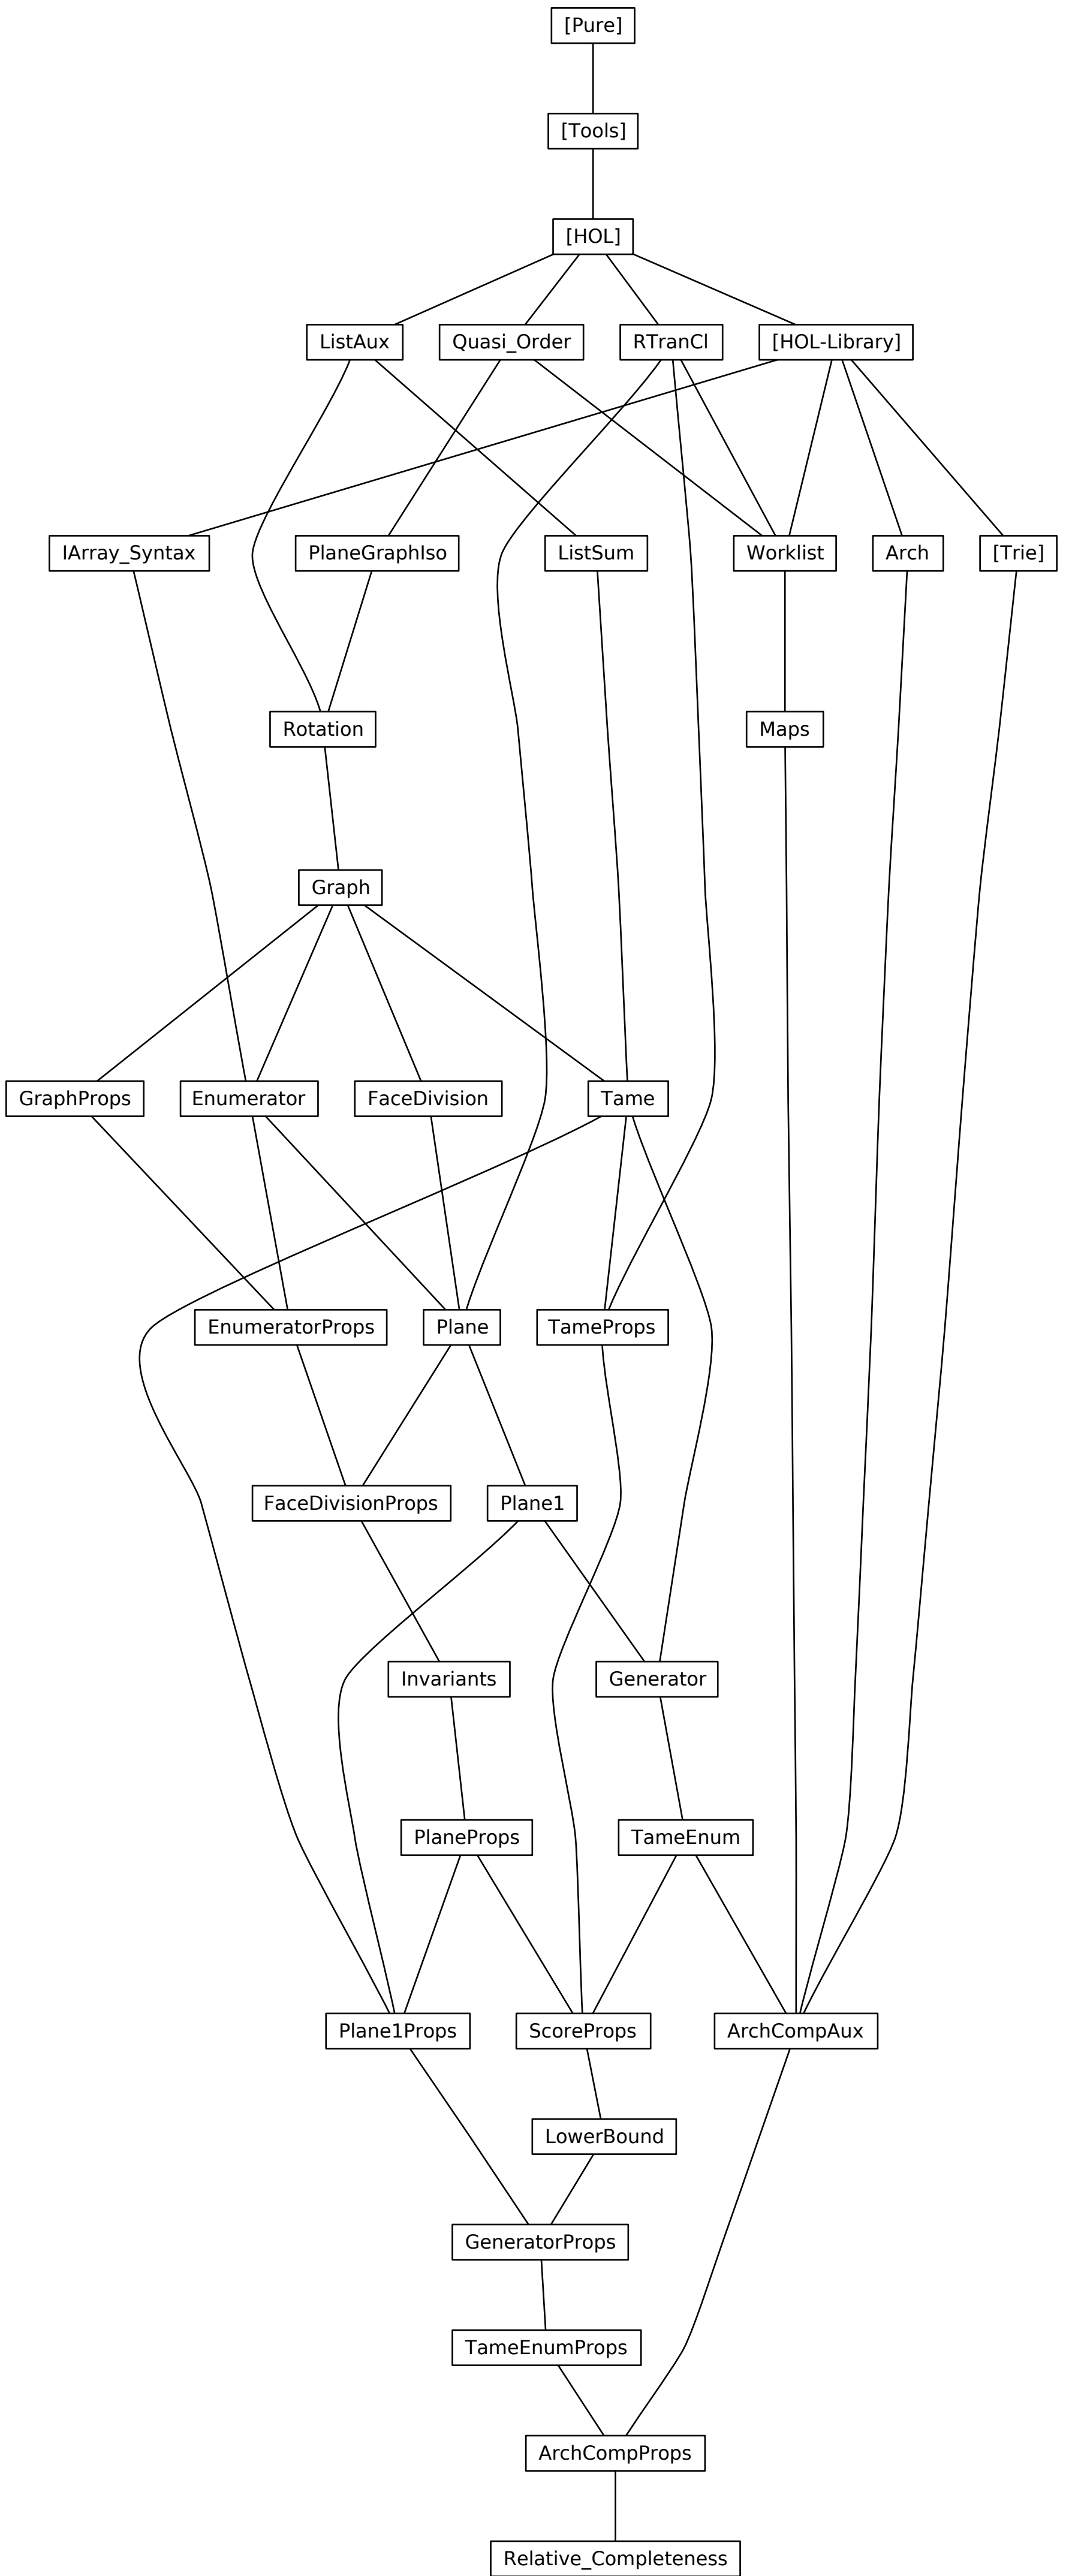 [Pure]
[Tools]
[HOL]
ListAux
Quasi_Order
RTranCl
[HOL-Library]
IArray_Syntax
PlaneGraphIso
ListSum
Worklist
Arch
[Trie]
Rotation
Maps
Graph
GraphProps
Enumerator
FaceDivision
Tame
EnumeratorProps
Plane
TameProps
FaceDivisionProps
Plane1
Invariants
Generator
PlaneProps
TameEnum
Plane1Props
ScoreProps
ArchCompAux
LowerBound
GeneratorProps
TameEnumProps
ArchCompProps
Relative_Completeness